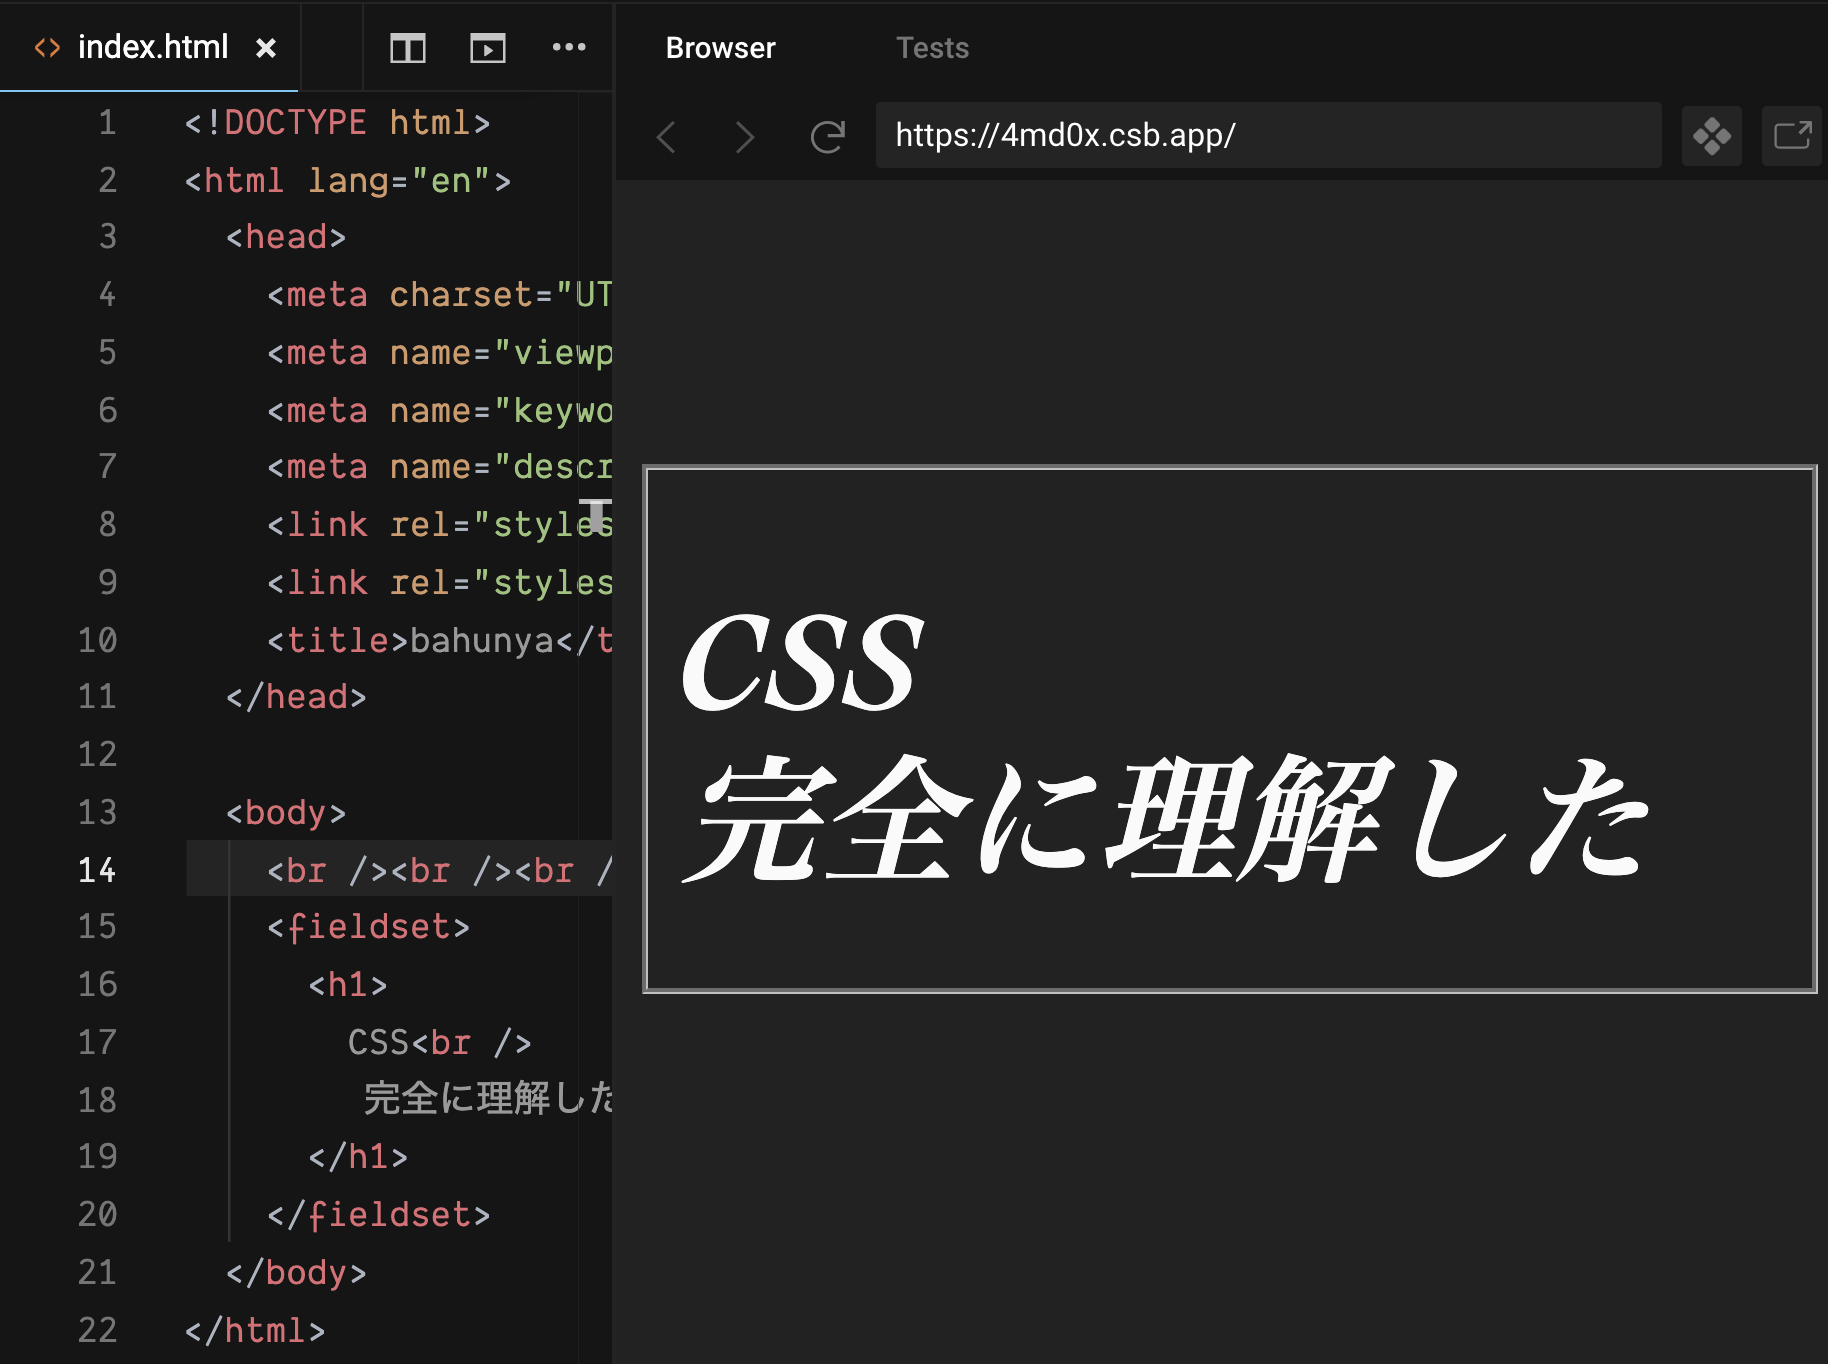 index.html
1 <!DOCTYPE html>
2 <html lang="en">
3 <head>
4 <meta charset="UT
5 <meta name="viewp
6 <meta name="keywo
7 <meta name="descr
8 <link rel="styles
9 <link rel="styles
10 <title>bahunya</t
11 </head>
12
13 <body>
14 <br /><br /><br /
15 <fieldset>
16 <h1>
17 CSS<br />
18 完全に理解した
19 </h1>
20 </fieldset>
21 </body>
22 </html>
Browser Tests
https://4md0x.csb.app/
CSS
完全に理解した